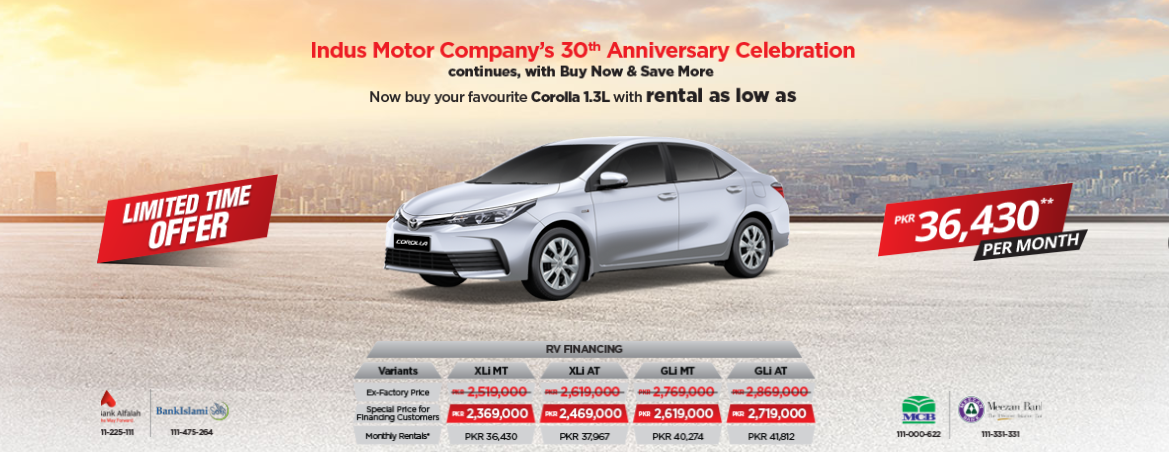 Indus Motor Company's 30th Anniversary Celebration
continues, with Buy Now & Save More
Now buy your favourite Corolla 1.3L with rental as low as
LIMITED TIME
OFFER
PKR 36,430**
PER MONTH
COROLLA
RV FINANCING
Variants XLi MT XLi AT GLi MT GLi AT
Ex-Factory Price PKR 2,519,000 PKR 2,619,000 PKR 2,769,000 PKR 2,869,000
Special Price for
Financing Customers PKR 2,369,000 PKR 2,469,000 PKR 2,619,000 PKR 2,719,000
Monthly Rentals* PKR 36,430 PKR 37,967 PKR 40,274 PKR 41,812
ank Alfalah
11-225-111
BankIslami
111-475-264
MCB
111-000-622
Meezan Ban
111-331-331